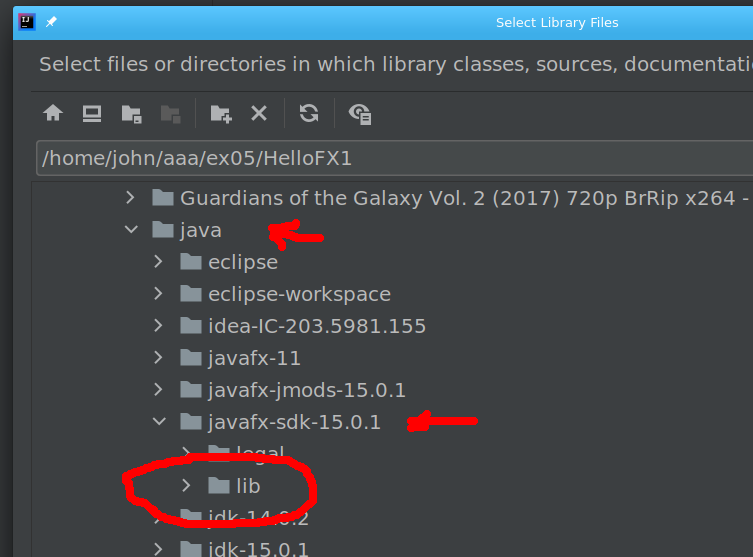 Select Library Files
Select files or directories in which library classes, sources, documentati
/home/john/aaa/ex05/HelloFX1
Guardians of the Galaxy Vol. 2 (2017) 720p BrRip x264 -
java
eclipse
eclipse-workspace
idea-IC-203.5981.155
javafx-11
javafx-jmods-15.0.1
javafx-sdk-15.0.1
legal
lib
jdk-14.0.2
jdk-15.0.1